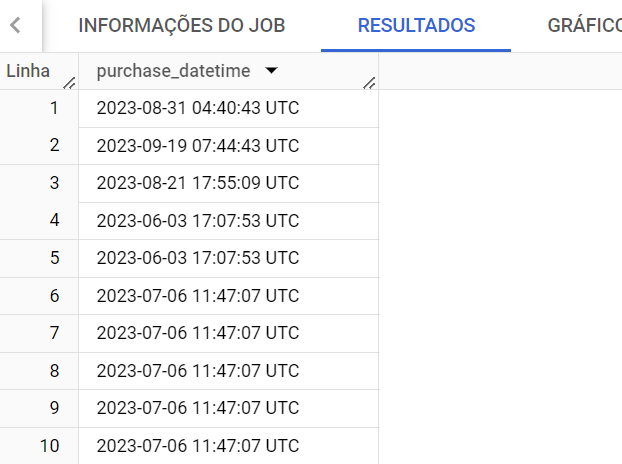 INFORMAÇÕES DO JOB RESULTADOS GRÁFICO
Linha purchase_datetime
1 2023-08-31 04:40:43 UTC
2 2023-09-19 07:44:43 UTC
3 2023-08-21 17:55:09 UTC
4 2023-06-03 17:07:53 UTC
5 2023-06-03 17:07:53 UTC
6 2023-07-06 11:47:07 UTC
7 2023-07-06 11:47:07 UTC
8 2023-07-06 11:47:07 UTC
9 2023-07-06 11:47:07 UTC
10 2023-07-06 11:47:07 UTC